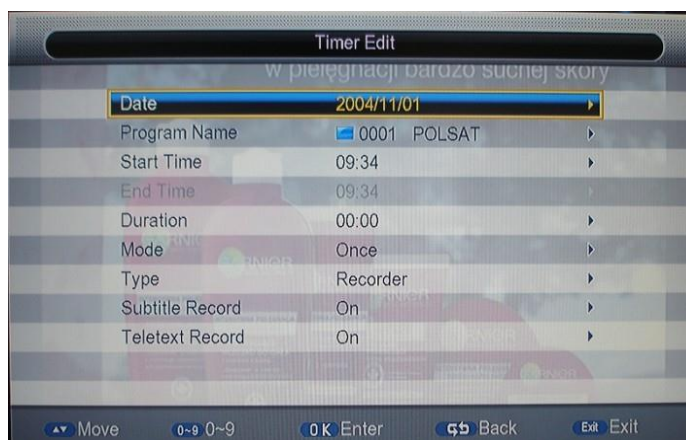 Timer Edit
w pielęgnacji bardzo suchej skóry
Date 2004/11/01
Program Name 0001 POLSAT
Start Time 09:34
End Time 09:34
Duration 00:00
Mode Once
Type Recorder
Subtitle Record On
Teletext Record On
Move 0~9 0~9 OK Enter Back Exit Exit